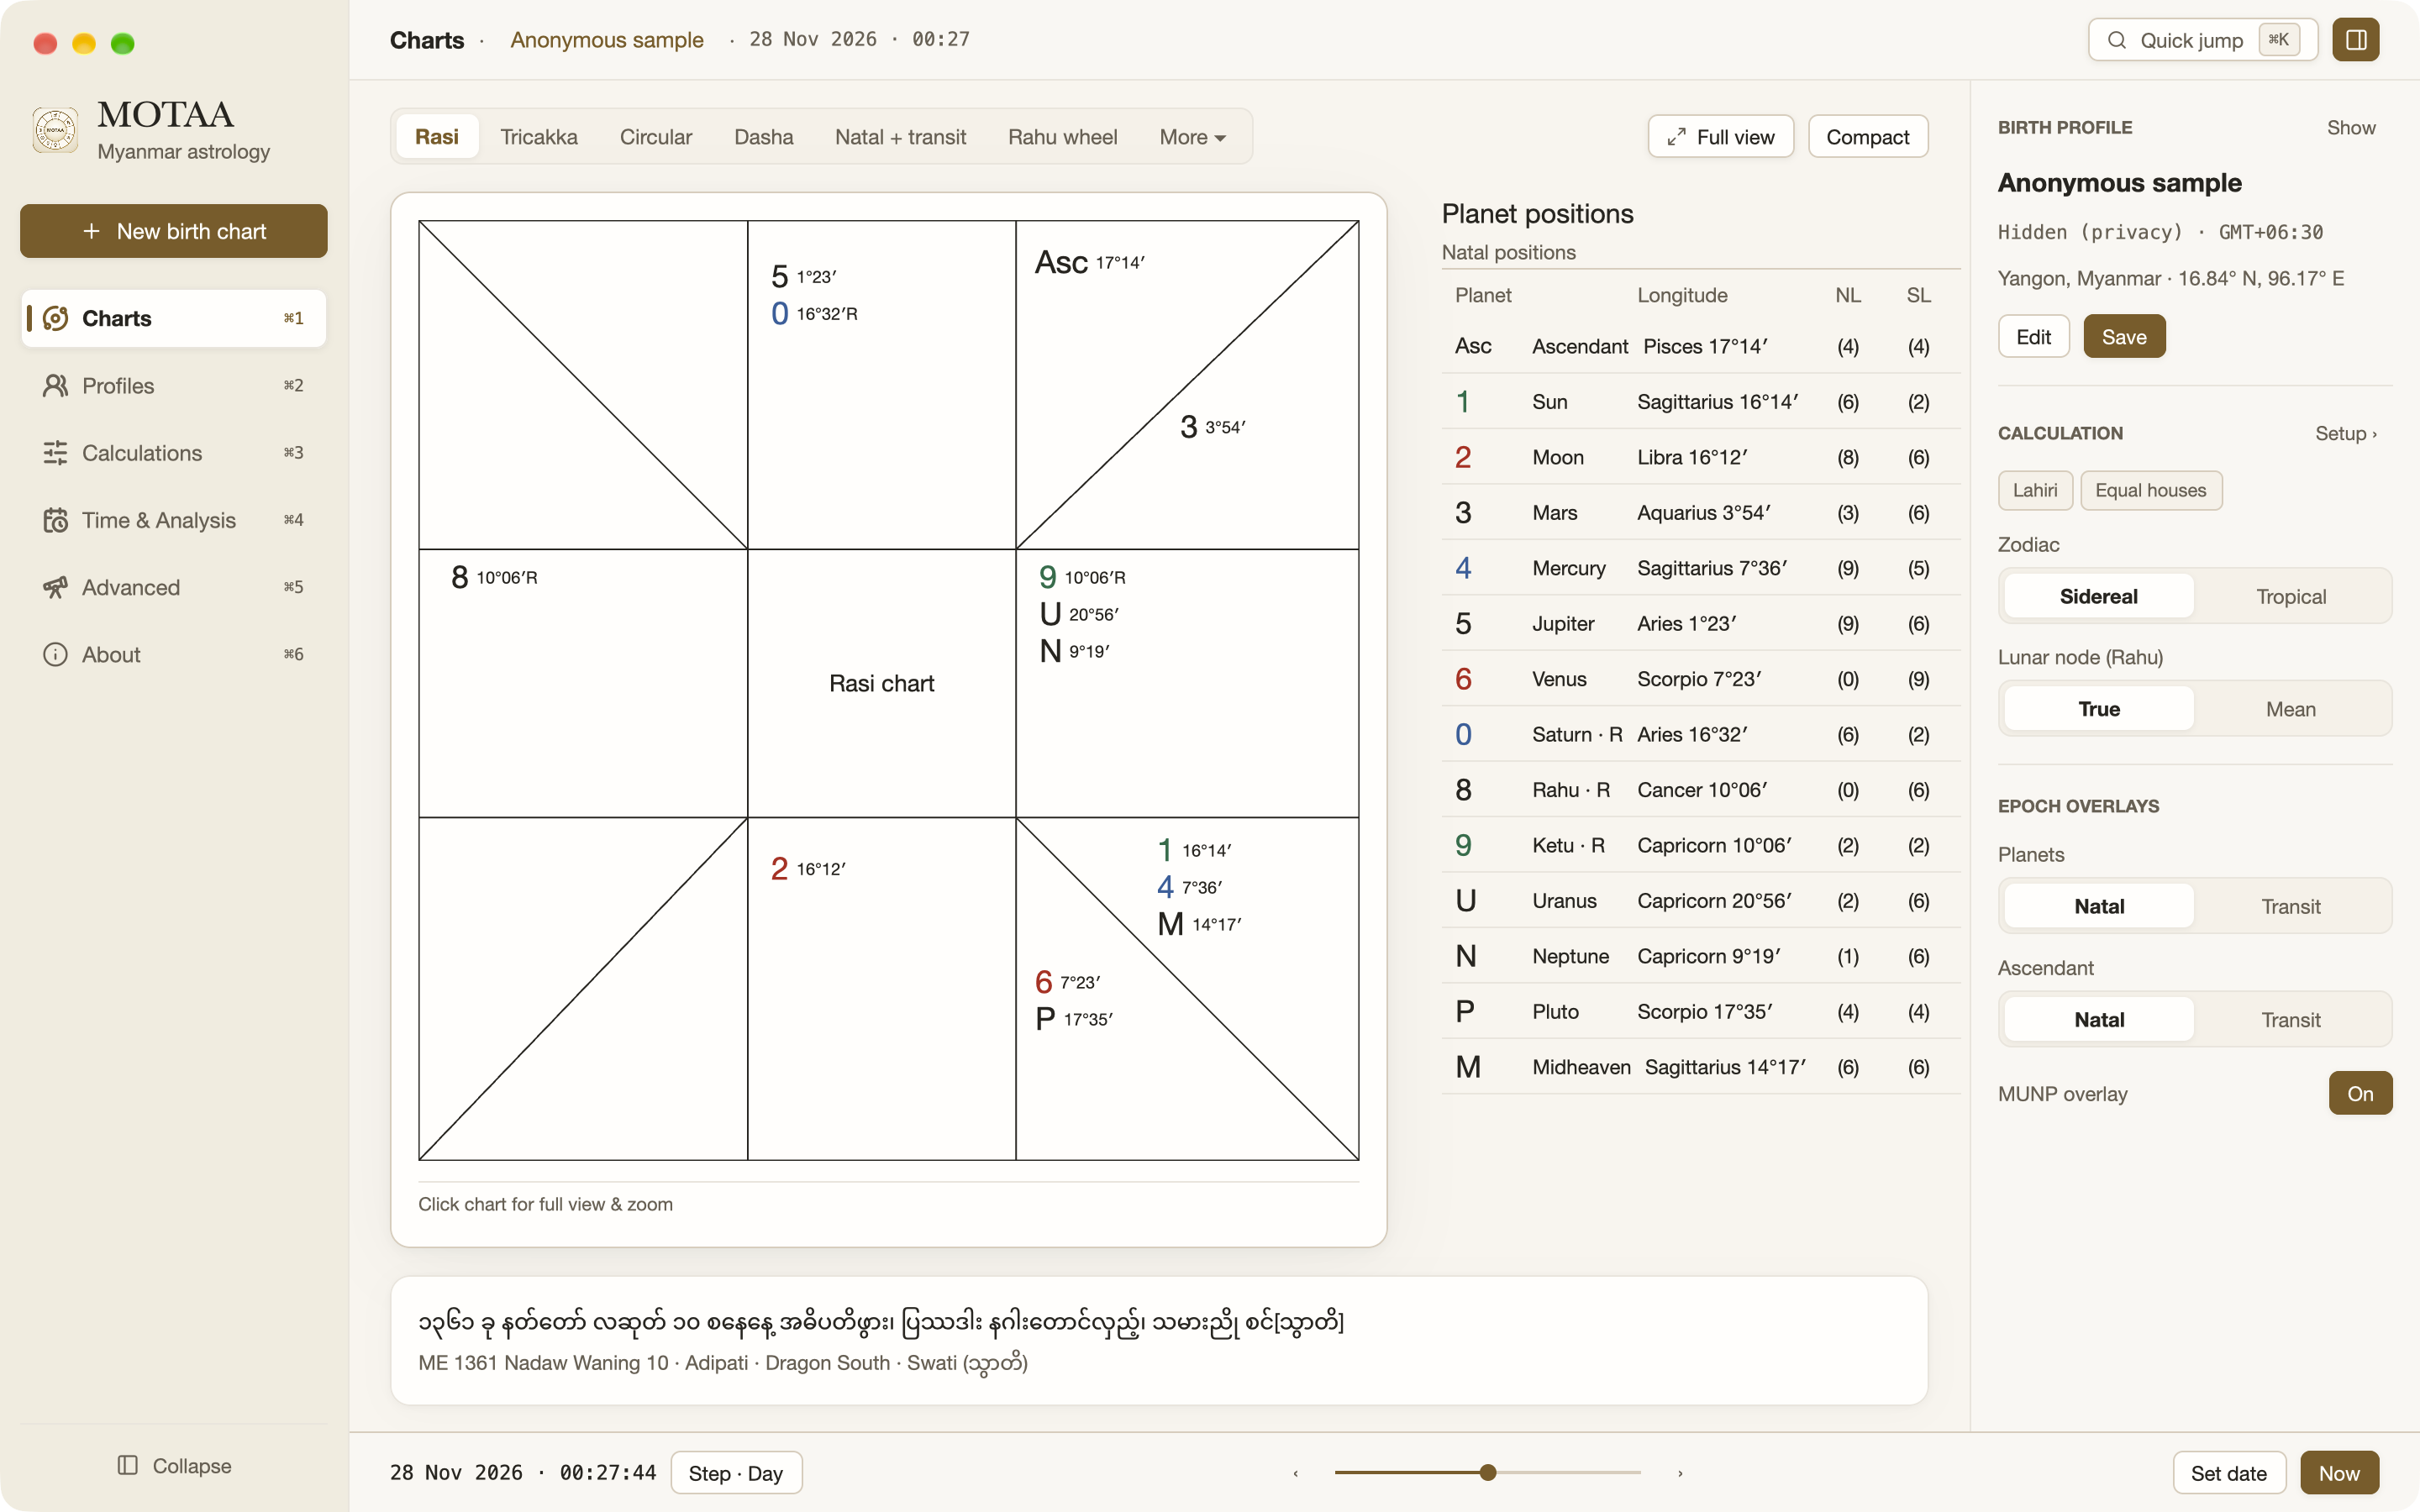 Charts · Anonymous sample · 28 Nov 2026 · 00:27
Quick jump ⌘K
MOTAA
Myanmar astrology
+ New birth chart
Charts ⌘1
Profiles ⌘2
Calculations ⌘3
Time & Analysis ⌘4
Advanced ⌘5
About ⌘6
Collapse
Rasi Tricakka Circular Dasha Natal + transit Rahu wheel More
Full view Compact
5 1°23′
0 16°32′R
Asc 17°14′
3 3°54′
8 10°06′R
Rasi chart
9 10°06′R
U 20°56′
N 9°19′
2 16°12′
1 16°14′
4 7°36′
M 14°17′
6 7°23′
P 17°35′
Click chart for full view & zoom
Planet positions
Natal positions
Planet Longitude NL SL
Asc Ascendant Pisces 17°14′ (4) (4)
1 Sun Sagittarius 16°14′ (6) (2)
2 Moon Libra 16°12′ (8) (6)
3 Mars Aquarius 3°54′ (3) (6)
4 Mercury Sagittarius 7°36′ (9) (5)
5 Jupiter Aries 1°23′ (9) (6)
6 Venus Scorpio 7°23′ (0) (9)
0 Saturn · R Aries 16°32′ (6) (2)
8 Rahu · R Cancer 10°06′ (0) (6)
9 Ketu · R Capricorn 10°06′ (2) (2)
U Uranus Capricorn 20°56′ (2) (6)
N Neptune Capricorn 9°19′ (1) (6)
P Pluto Scorpio 17°35′ (4) (4)
M Midheaven Sagittarius 14°17′ (6) (6)
၁၃၆၁ ခု နတ်တော် လဆုတ် ၁၀ စနေနေ့ အဓိပတိဖွား၊ ပြဿဒါး နဂါးတောင်လှည့်၊ သမားညို စင်[သွာတိ]
ME 1361 Nadaw Waning 10 · Adipati · Dragon South · Swati (သွာတိ)
BIRTH PROFILE Show
Anonymous sample
Hidden (privacy) · GMT+06:30
Yangon, Myanmar · 16.84° N, 96.17° E
Edit Save
CALCULATION Setup ›
Lahiri Equal houses
Zodiac
Sidereal Tropical
Lunar node (Rahu)
True Mean
EPOCH OVERLAYS
Planets
Natal Transit
Ascendant
Natal Transit
MUNP overlay On
28 Nov 2026 · 00:27:44 Step · Day ‹ › Set date Now